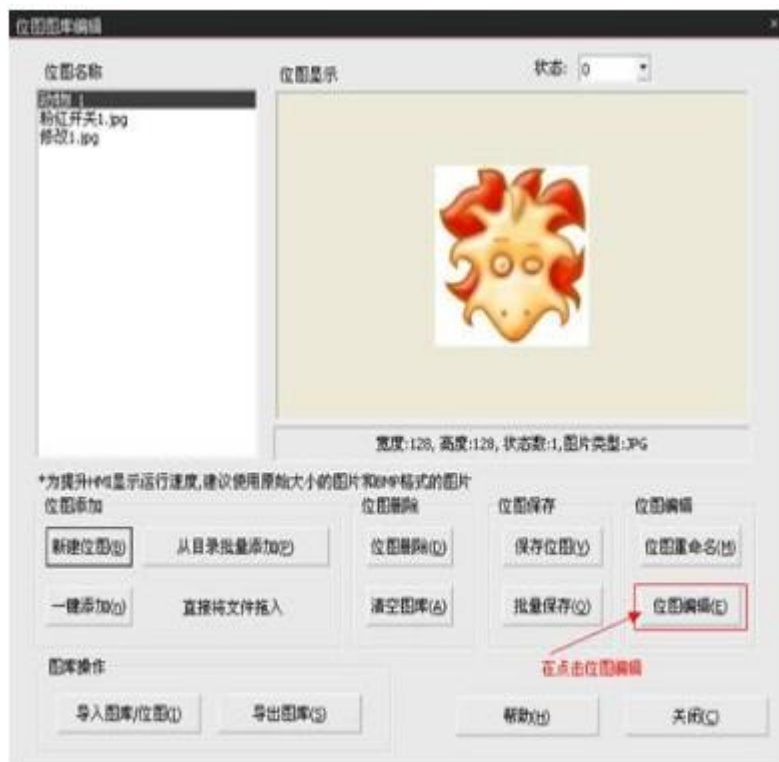 位图图库编辑
位图名称
位图显示
状态: 0
粉红开关1.jpg
修改1.jpg
宽度:128, 高度:128, 状态数:1,图片类型:JPG
*为提升HMI显示运行速度,建议使用原始大小的图片和BMP格式的图片
位图添加
位图删除
位图保存
位图编辑
新建位图(B)
从目录批量添加(P)
位图删除(D)
保存位图(V)
位图重命名(M)
一键添加(n)
直接将文件拖入
清空图库(A)
批量保存(Q)
位图编辑(E)
在点击位图编辑
图库操作
导入图库/位图(I)
导出图库(S)
帮助(H)
关闭(C)